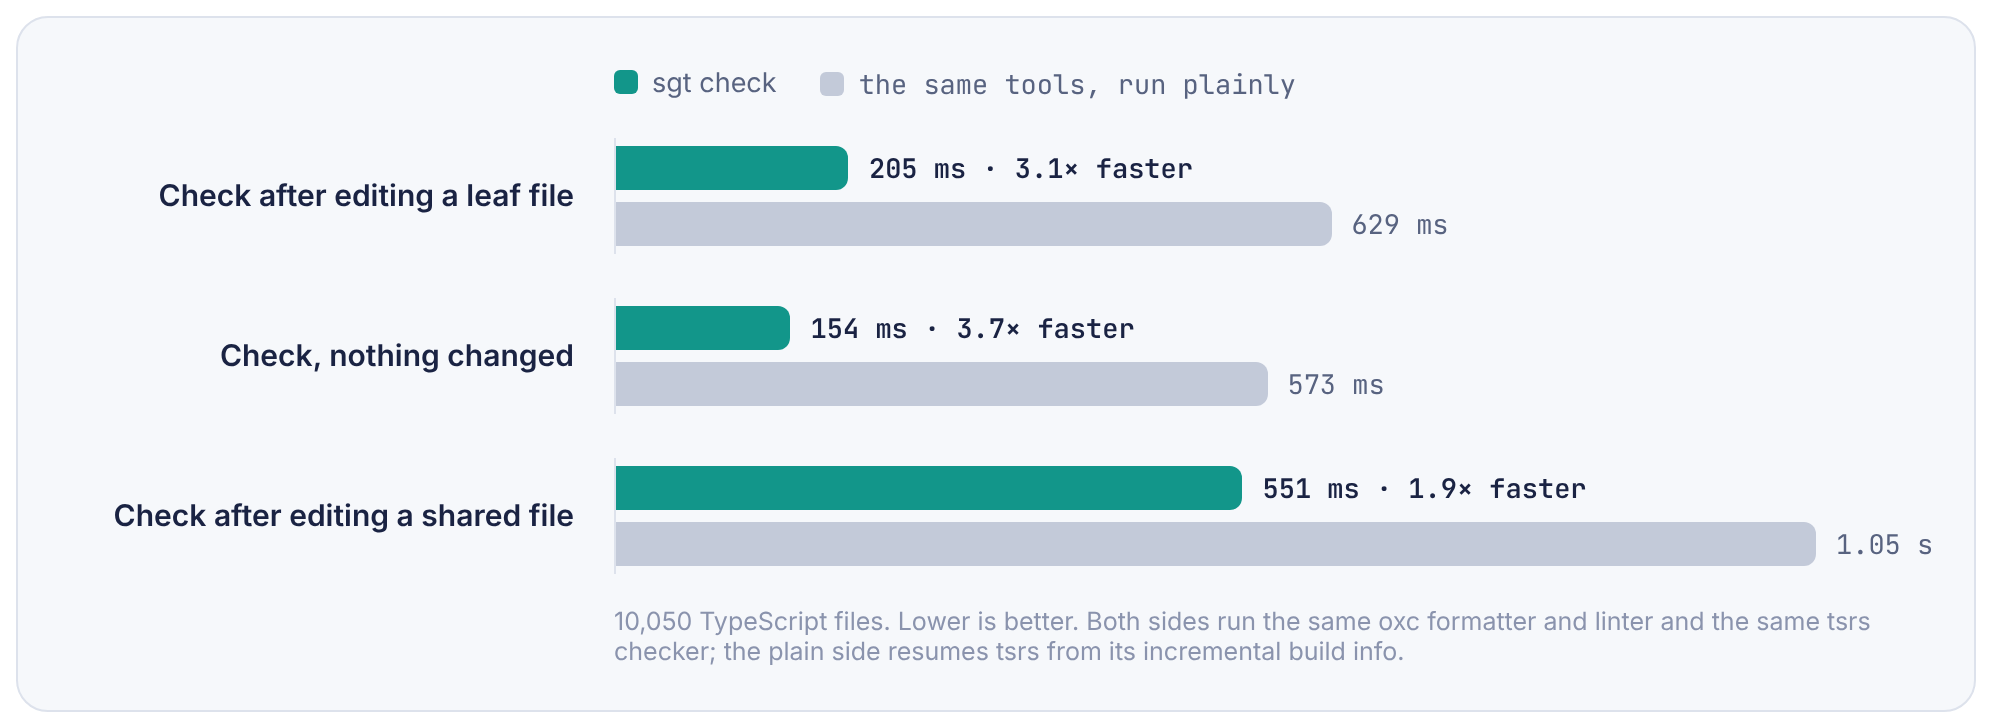 sgt check
the same tools, run plainly
Check after editing a leaf file
205 ms · 3.1× faster
629 ms
Check, nothing changed
154 ms · 3.7× faster
573 ms
Check after editing a shared file
551 ms · 1.9× faster
1.05 s
10,050 TypeScript files. Lower is better. Both sides run the same oxc formatter and linter and the same tsrs
checker; the plain side resumes tsrs from its incremental build info.